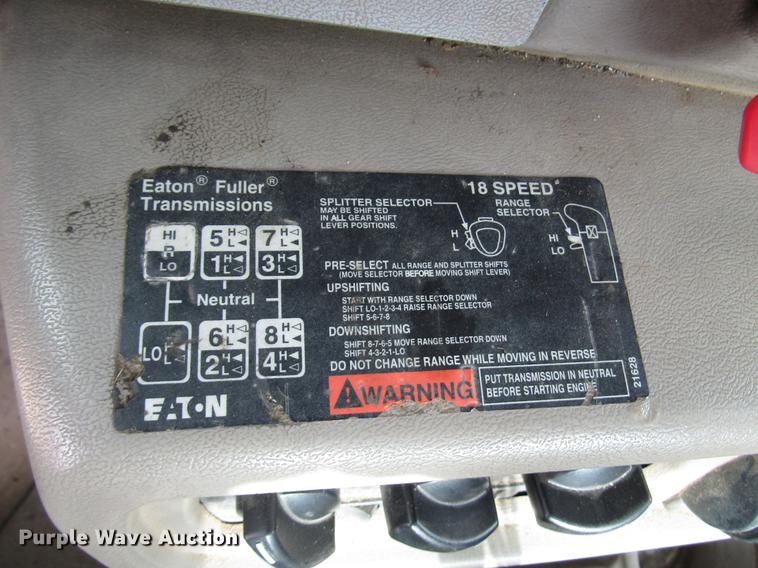 Eaton® Fuller®
Transmissions
18 SPEED
HI
R
LO
5 H L
7 H L
1 H L
3 H L
Neutral
LO H L
6 H L
8 H L
2 H L
4 H L
EATON
SPLITTER SELECTOR
MAY BE SHIFTED
IN ALL GEAR SHIFT
LEVER POSITIONS.
H
L
RANGE
SELECTOR
HI
LO
PRE-SELECT ALL RANGE AND SPLITTER SHIFTS
(MOVE SELECTOR BEFORE MOVING SHIFT LEVER)
UPSHIFTING
START WITH RANGE SELECTOR DOWN
SHIFT LO-1-2-3-4 RAISE RANGE SELECTOR
SHIFT 5-6-7-8
DOWNSHIFTING
SHIFT 8-7-6-5 MOVE RANGE SELECTOR DOWN
SHIFT 4-3-2-1-LO
DO NOT CHANGE RANGE WHILE MOVING IN REVERSE
WARNING
PUT TRANSMISSION IN NEUTRAL
BEFORE STARTING ENGINE
21628
Purple Wave Auction